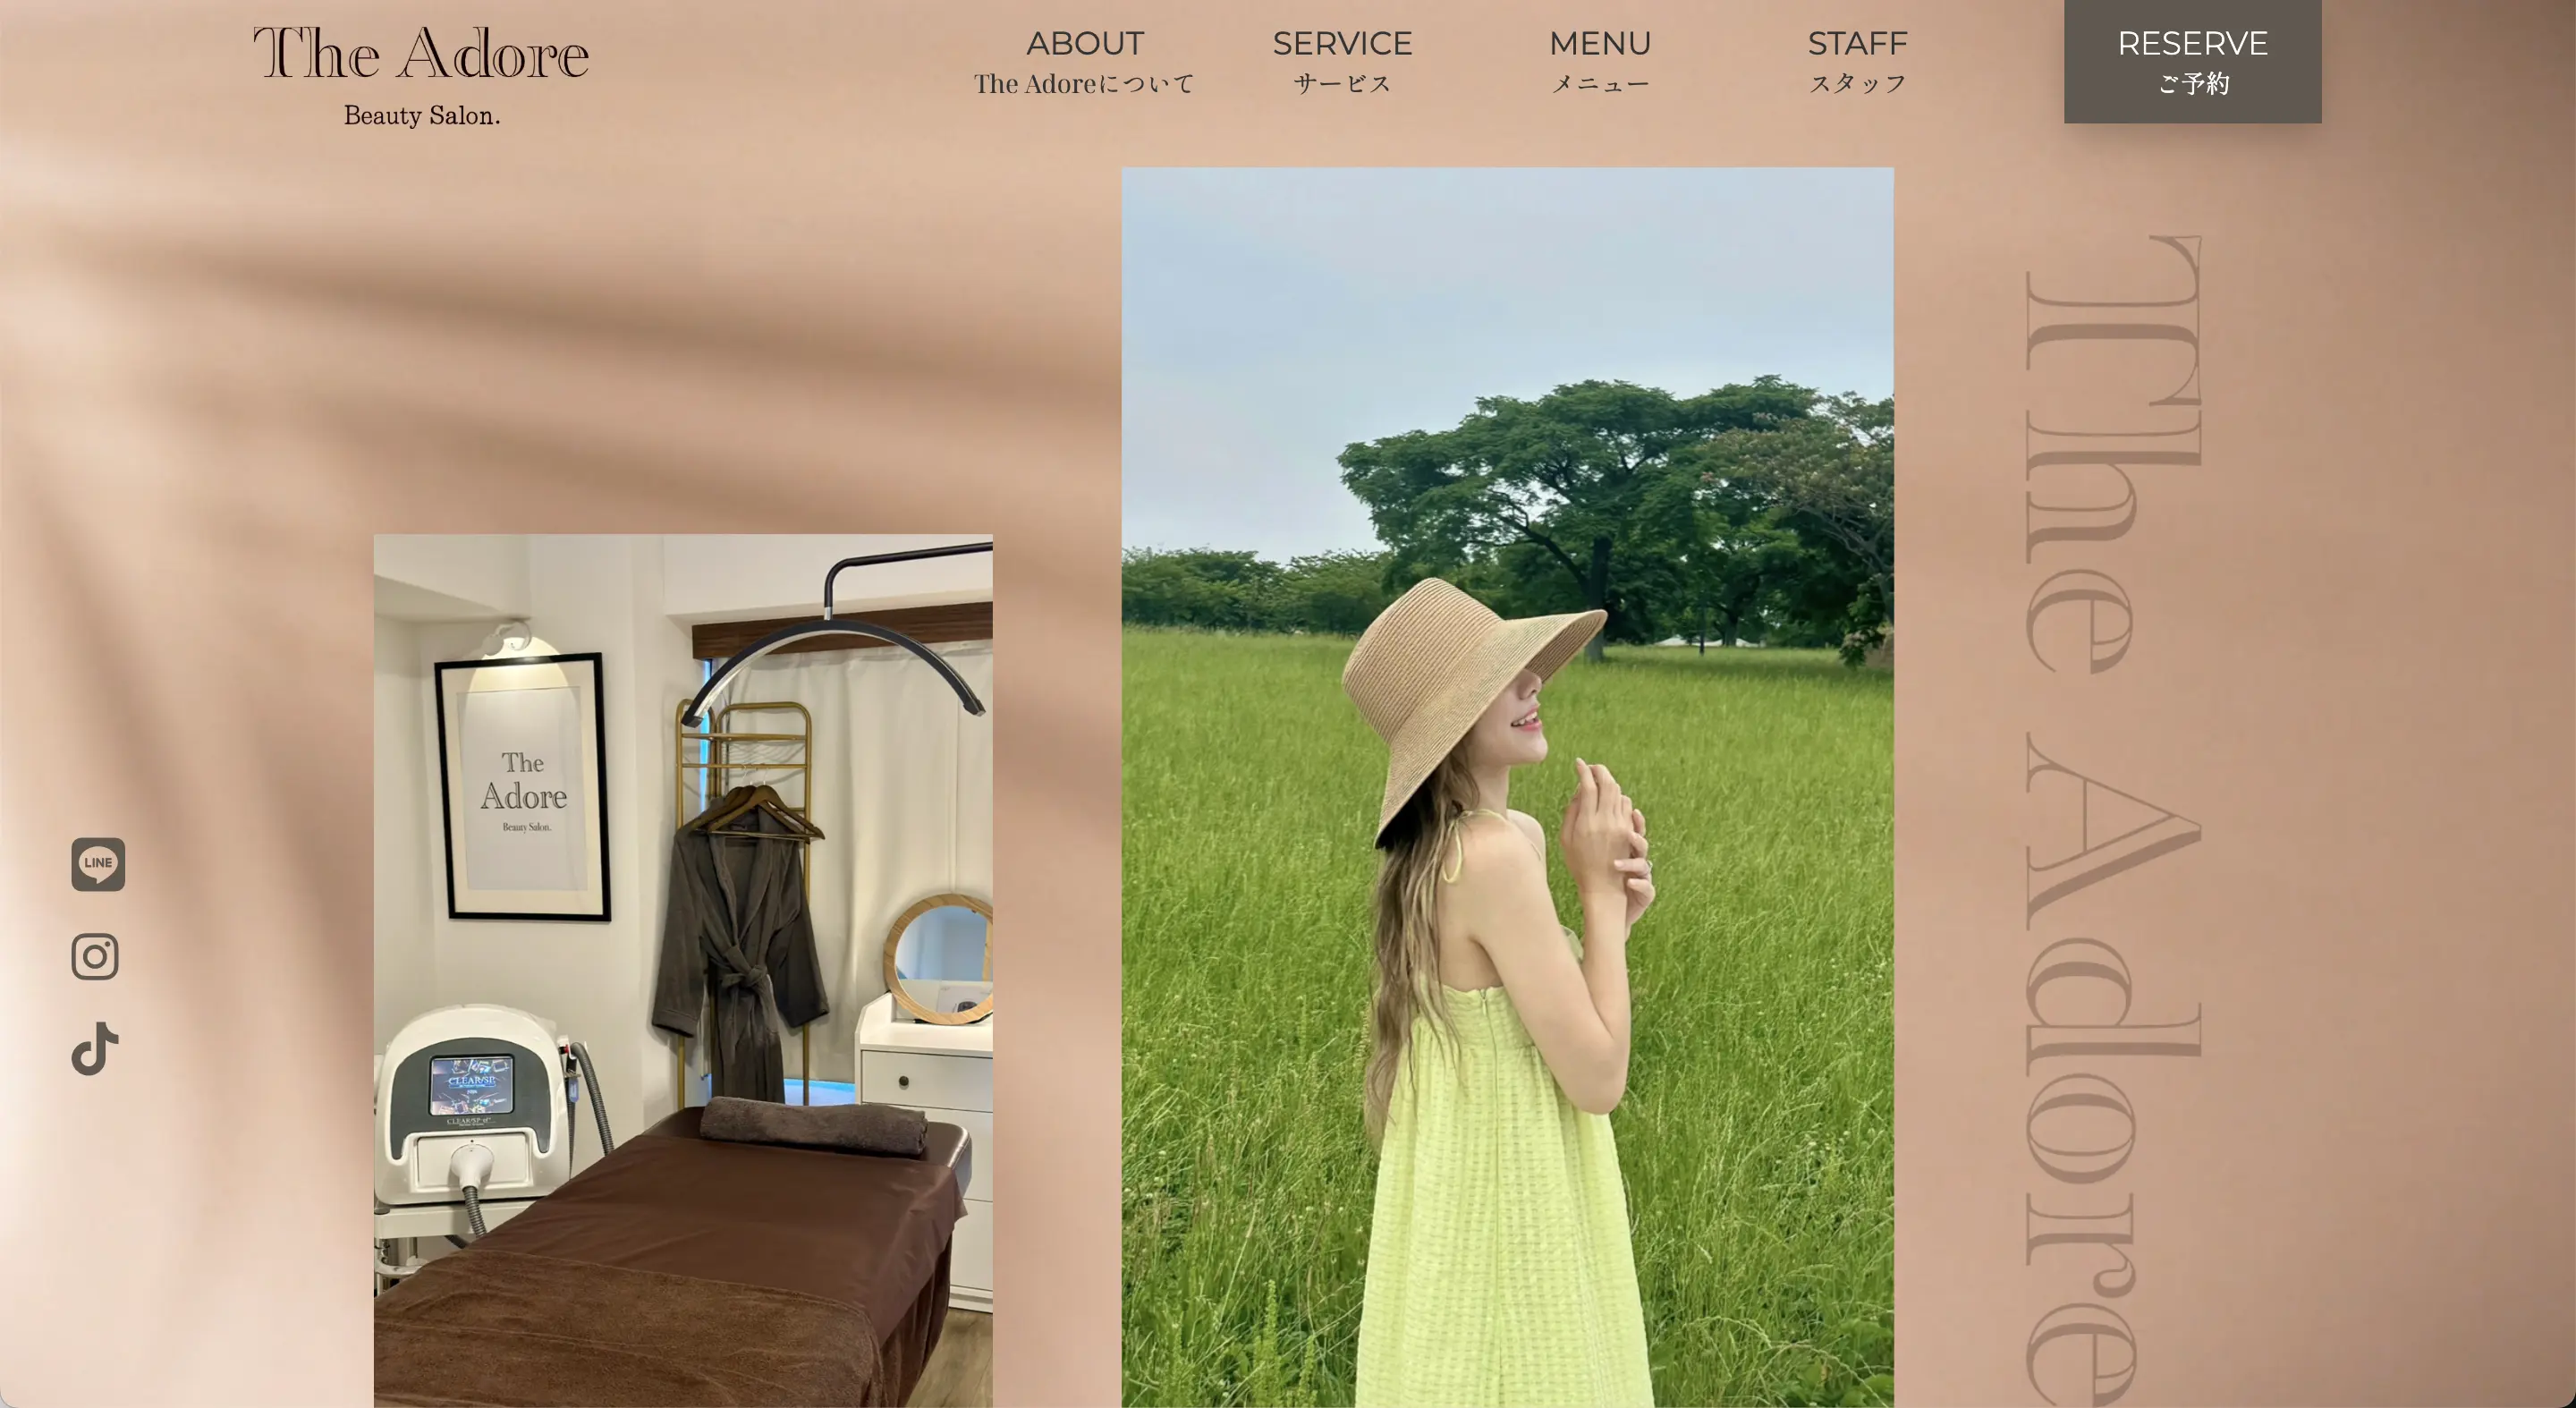 The Adore
Beauty Salon.
ABOUT
The Adoreについて
SERVICE
サービス
MENU
メニュー
STAFF
スタッフ
RESERVE
ご予約
The Adore
The
Adore
Beauty Salon.
LINE
CLEAR/SP